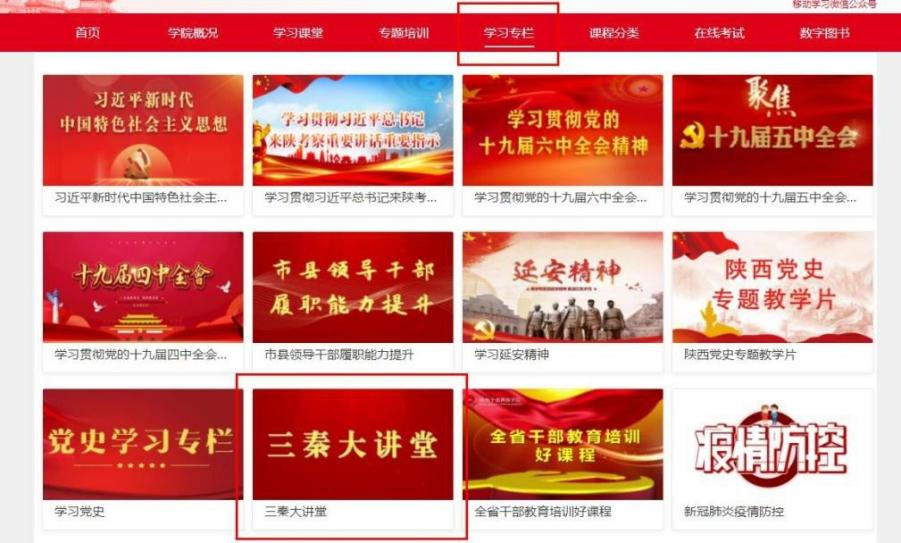 移动学习微信公众号
首页 学院概况 学习课堂 专题培训 学习专栏 课程分类 在线考试 数字图书
习近平新时代
中国特色社会主义思想
习近平新时代中国特色社会主...
学习贯彻习近平总书记
来陕考察重要讲话重要指示
学习贯彻习近平总书记来陕考...
学习贯彻党的
十九届六中全会精神
学习贯彻党的十九届六中全会...
聚焦
十九届五中全会
学习贯彻党的十九届五中全会...
十九届四中全會
学习贯彻党的十九届四中全会...
市县领导干部
履职能力提升
市县领导干部履职能力提升
延安精神
学习延安精神
陕西党史
专题教学片
陕西党史专题教学片
党史学习专栏
学习党史
三秦大讲堂
三秦大讲堂
全省干部教育培训
好课程
全省干部教育培训好课程
疫情防控
新冠肺炎疫情防控